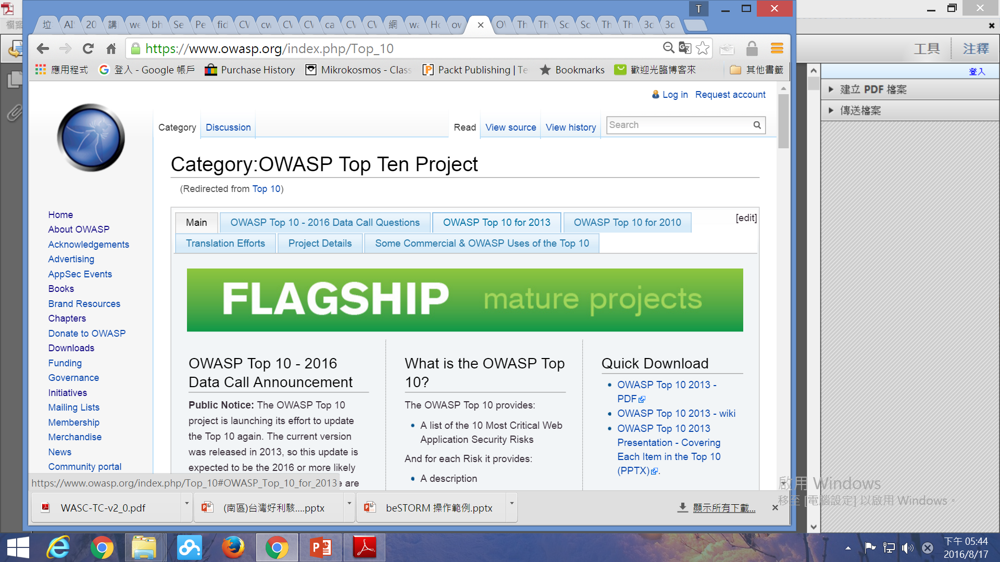 T
檔案
垃 AI 20 講 we bh Se Pe fid CV cw CV CV ca CV CV 網 wa Ho ov O\ Th Th Sc Sc Th Th 3c 3c
https://www.owasp.org/index.php/Top_10
應用程式 登入 - Google 帳戶 Purchase History Mikrokosmos - Class Packt Publishing | Te Bookmarks 歡迎光臨博客來 其他書籤
工具 注釋
登入
建立 PDF 檔案
傳送檔案
Log in Request account
Category Discussion Read View source View history Search
Category:OWASP Top Ten Project
(Redirected from Top 10)
[edit]
Main OWASP Top 10 - 2016 Data Call Questions OWASP Top 10 for 2013 OWASP Top 10 for 2010
Translation Efforts Project Details Some Commercial & OWASP Uses of the Top 10
Home
About OWASP
Acknowledgements
Advertising
AppSec Events
Books
Brand Resources
Chapters
Donate to OWASP
Downloads
Funding
Governance
Initiatives
Mailing Lists
Membership
Merchandise
News
Community portal
FLAGSHIP mature projects
OWASP Top 10 - 2016
Data Call Announcement
Public Notice: The OWASP Top 10
project is launching its effort to update
the Top 10 again. The current version
was released in 2013, so this update is
expected to be the 2016 or more likely
e are
What is the OWASP Top
10?
The OWASP Top 10 provides:
A list of the 10 Most Critical Web
Application Security Risks
And for each Risk it provides:
A description
Quick Download
OWASP Top 10 2013 -
PDF
OWASP Top 10 2013 - wiki
OWASP Top 10 2013
Presentation - Covering
Each Item in the Top 10
(PPTX).
https://www.owasp.org/index.php/Top_10#OWASP_Top_10_for_2013
啟用 Windows
移至 [電腦設定] 以啟用 Windows。
WASC-TC-v2_0.pdf (南區)台灣好利駭....pptx beSTORM 操作範例.pptx 顯示所有下載...
下午 05:44
2016/8/17